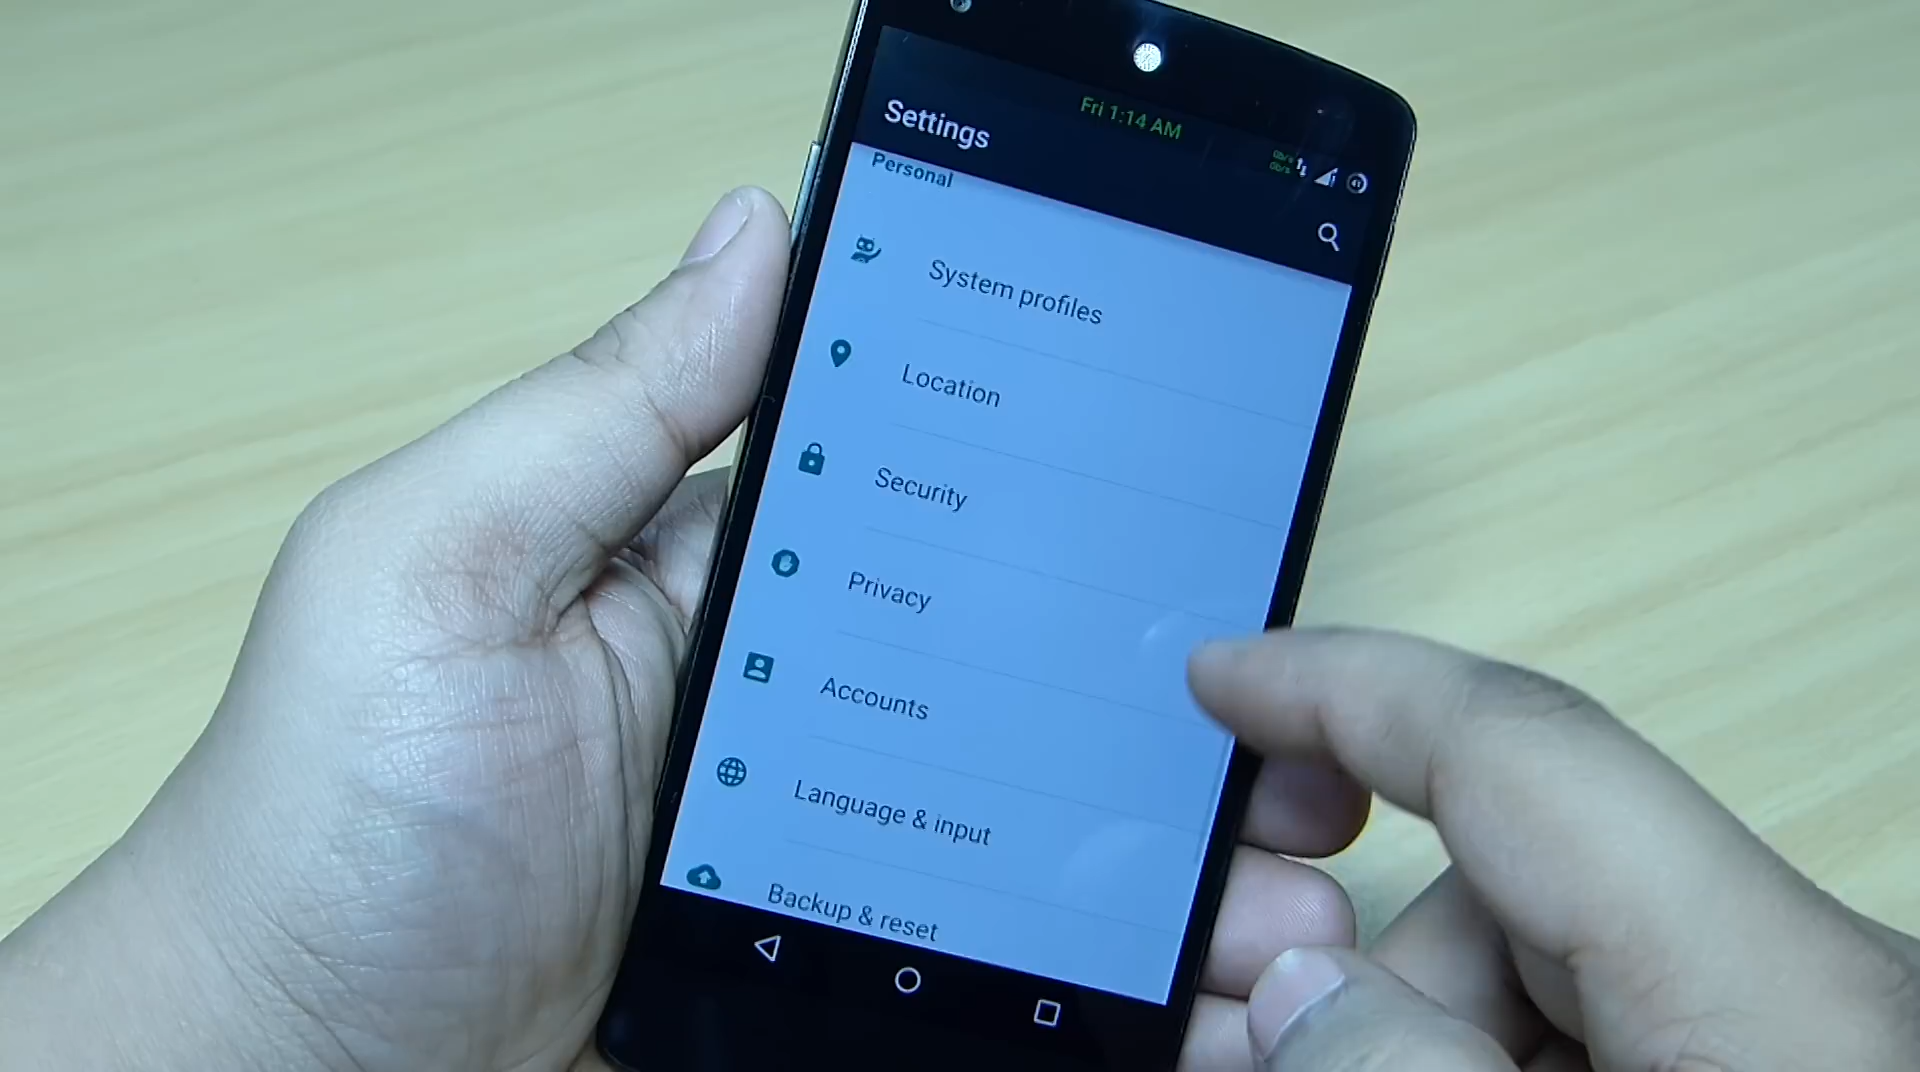 Fri 1:14 AM
Settings
Personal
System profiles
Location
Security
Privacy
Accounts
Language & input
Backup & reset